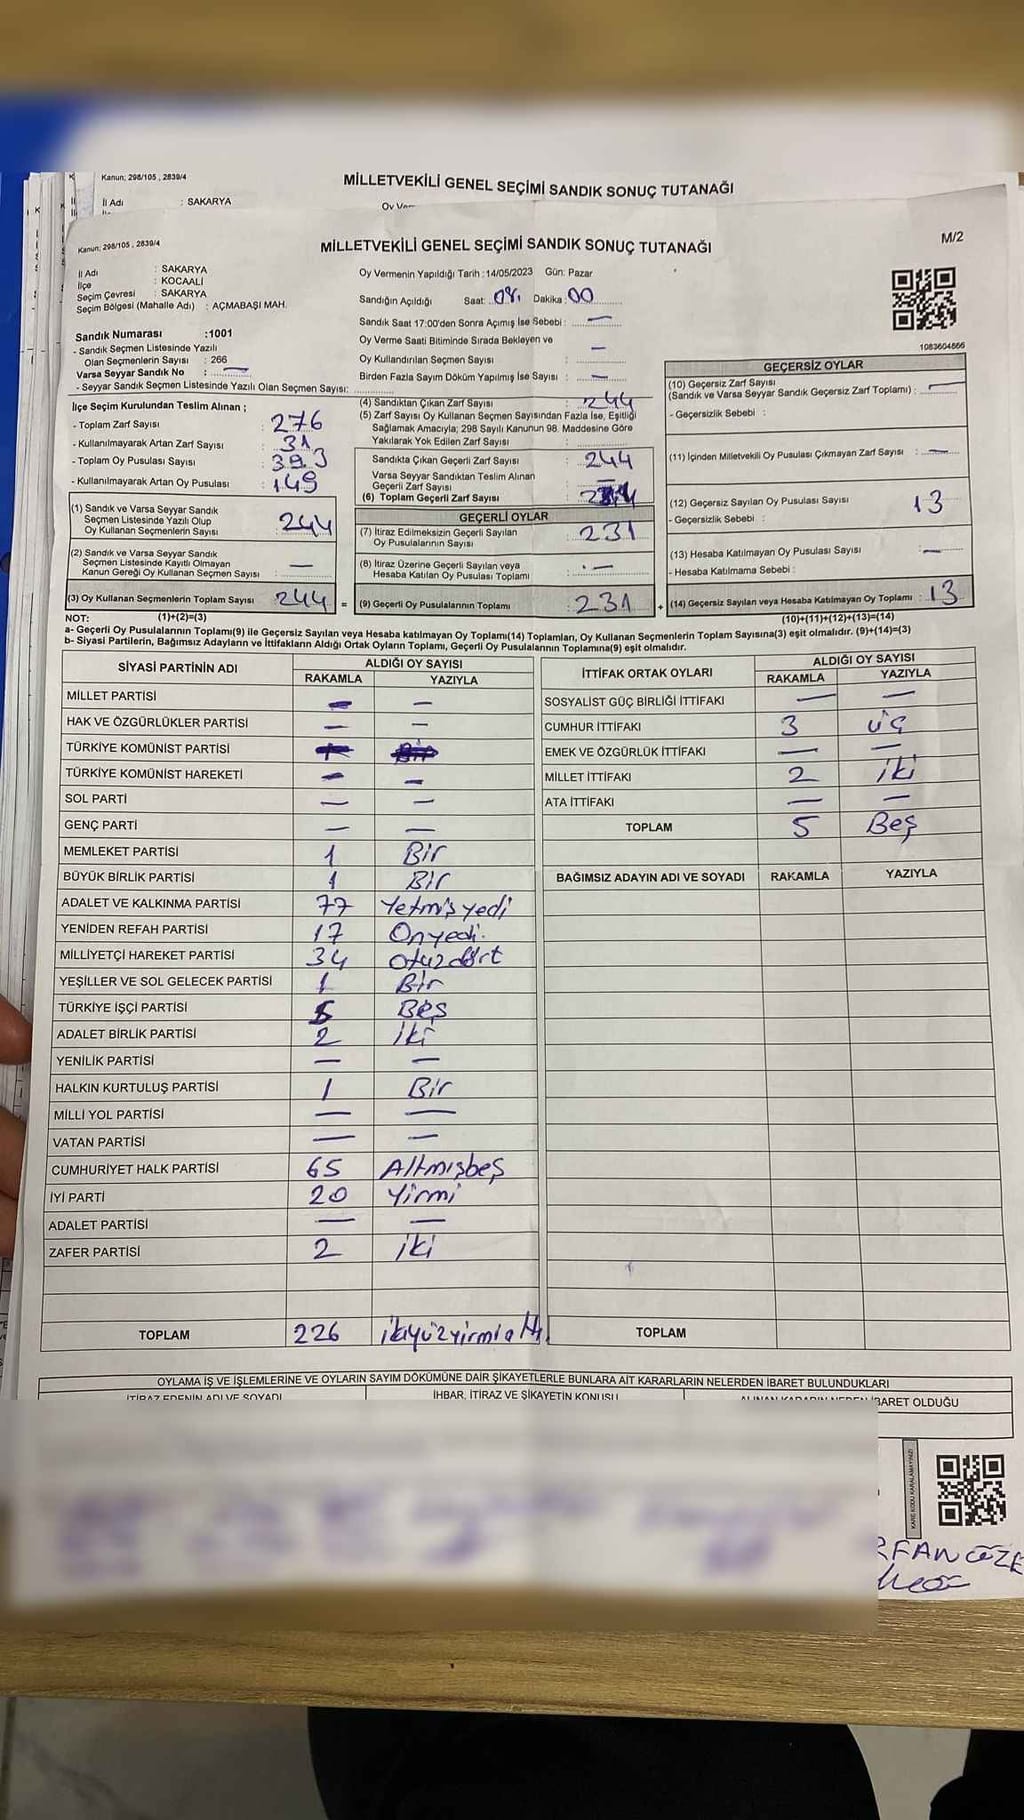 Kanun: 298/105 , 2839/4
MİLLETVEKİLİ GENEL SEÇİMİ SANDIK SONUÇ TUTANAĞI
İl Adı : SAKARYA
Kanun: 298/105 , 2839/4
MİLLETVEKİLİ GENEL SEÇİMİ SANDIK SONUÇ TUTANAĞI
M/2
İl Adı : SAKARYA
İlçe : KOCAALİ
Seçim Çevresi : SAKARYA
Seçim Bölgesi (Mahalle Adı) : AÇMABAŞI MAH.
Sandık Numarası :1001
- Sandık Seçmen Listesinde Yazılı
Olan Seçmenlerin Sayısı : 266
Varsa Seyyar Sandık No : —
- Seyyar Sandık Seçmen Listesinde Yazılı Olan Seçmen Sayısı:
Oy Vermenin Yapıldığı Tarih :14/05/2023 Gün: Pazar
Sandığın Açıldığı Saat: 08. Dakika: 00
Sandık Saat 17:00'den Sonra Açımış İse Sebebi : —
Oy Verme Saati Bitiminde Sırada Bekleyen ve
Oy Kullandırılan Seçmen Sayısı : —
Birden Fazla Sayım Döküm Yapılmış İse Sayısı : —
1083604866
İlçe Seçim Kurulundan Teslim Alınan ;
- Toplam Zarf Sayısı : 276
- Kullanılmayarak Artan Zarf Sayısı : 31
- Toplam Oy Pusulası Sayısı : 393
- Kullanılmayarak Artan Oy Pusulası : 149
(1) Sandık ve Varsa Seyyar Sandık
Seçmen Listesinde Yazılı Olup
Oy Kullanan Seçmenlerin Sayısı : 244
(2) Sandık ve Varsa Seyyar Sandık
Seçmen Listesinde Kayıtlı Olmayan
Kanun Gereği Oy Kullanan Seçmen Sayısı : —
(3) Oy Kullanan Seçmenlerin Toplam Sayısı 244 =
(4) Sandıktan Çıkan Zarf Sayısı : 244
(5) Zarf Sayısı Oy Kullanan Seçmen Sayısından Fazla İse, Eşitliği
Sağlamak Amacıyla; 298 Sayılı Kanunun 98. Maddesine Göre
Yakılarak Yok Edilen Zarf Sayısı :
Sandıkta Çıkan Geçerli Zarf Sayısı : 244
Varsa Seyyar Sandıktan Teslim Alınan
Geçerli Zarf Sayısı : —
(6) Toplam Geçerli Zarf Sayısı :
GEÇERLİ OYLAR
(7) İtiraz Edilmeksizin Geçerli Sayılan
Oy Pusulalarının Sayısı : 231
(8) İtiraz Üzerine Geçerli Sayılan veya
Hesaba Katılan Oy Pusulası Toplamı : —
(9) Geçerli Oy Pusulalarının Toplamı : 231 +
GEÇERSİZ OYLAR
(10) Geçersiz Zarf Sayısı
(Sandık ve Varsa Seyyar Sandık Geçersiz Zarf Toplamı) : —
- Geçersizlik Sebebi :
(11) İçinden Milletvekili Oy Pusulası Çıkmayan Zarf Sayısı : —
(12) Geçersiz Sayılan Oy Pusulası Sayısı : 13
- Geçersizlik Sebebi :
(13) Hesaba Katılmayan Oy Pusulası Sayısı : —
- Hesaba Katılmama Sebebi :
(14) Geçersiz Sayılan veya Hesaba Katılmayan Oy Toplamı : 13
NOT: (1)+(2)=(3) (10)+(11)+(12)+(13)=(14)
a- Geçerli Oy Pusulalarının Toplamı(9) ile Geçersiz Sayılan veya Hesaba katılmayan Oy Toplamı(14) Toplamları, Oy Kullanan Seçmenlerin Toplam Sayısına(3) eşit olmalıdır. (9)+(14)=(3)
b- Siyasi Partilerin, Bağımsız Adayların ve İttifakların Aldığı Ortak Oyların Toplamı, Geçerli Oy Pusulalarının Toplamına(9) eşit olmalıdır.
SİYASİ PARTİNİN ADI ALDIĞI OY SAYISI
RAKAMLA YAZIYLA
MİLLET PARTİSİ — —
HAK VE ÖZGÜRLÜKLER PARTİSİ — —
TÜRKİYE KOMÜNİST PARTİSİ
TÜRKİYE KOMÜNİST HAREKETİ — —
SOL PARTİ — —
GENÇ PARTİ — —
MEMLEKET PARTİSİ 1 Bir
BÜYÜK BİRLİK PARTİSİ 1 Bir
ADALET VE KALKINMA PARTİSİ 77 Yetmiş yedi
YENİDEN REFAH PARTİSİ 17 Onyedi.
MİLLİYETÇİ HAREKET PARTİSİ 34 otuz dört
YEŞİLLER VE SOL GELECEK PARTİSİ 1 Bir
TÜRKİYE İŞÇİ PARTİSİ 5 Beş
ADALET BİRLİK PARTİSİ 2 İki
YENİLİK PARTİSİ — —
HALKIN KURTULUŞ PARTİSİ 1 Bir
MİLLİ YOL PARTİSİ — —
VATAN PARTİSİ — —
CUMHURİYET HALK PARTİSİ 65 Altmışbeş
İYİ PARTİ 20 Yirmi
ADALET PARTİSİ — —
ZAFER PARTİSİ 2 iki
TOPLAM 226 ikiyüzyirmialtı.
İTTİFAK ORTAK OYLARI ALDIĞI OY SAYISI
RAKAMLA YAZIYLA
SOSYALİST GÜÇ BİRLİĞİ İTTİFAKI — —
CUMHUR İTTİFAKI 3 üç
EMEK VE ÖZGÜRLÜK İTTİFAKI — —
MİLLET İTTİFAKI 2 iki
ATA İTTİFAKI — —
TOPLAM 5 Beş
BAĞIMSIZ ADAYIN ADI VE SOYADI RAKAMLA YAZIYLA
TOPLAM
OYLAMA İŞ VE İŞLEMLERİNE VE OYLARIN SAYIM DÖKÜMÜNE DAİR ŞİKAYETLERLE BUNLARA AİT KARARLARIN NELERDEN İBARET BULUNDUKLARI
İTİRAZ EDENİN ADI VE SOYADI İHBAR, İTİRAZ VE ŞİKAYETİN KONUSU ALINAN KARARIN NEDEN İBARET OLDUĞU
KARE KODU KARALAMAYINIZ!